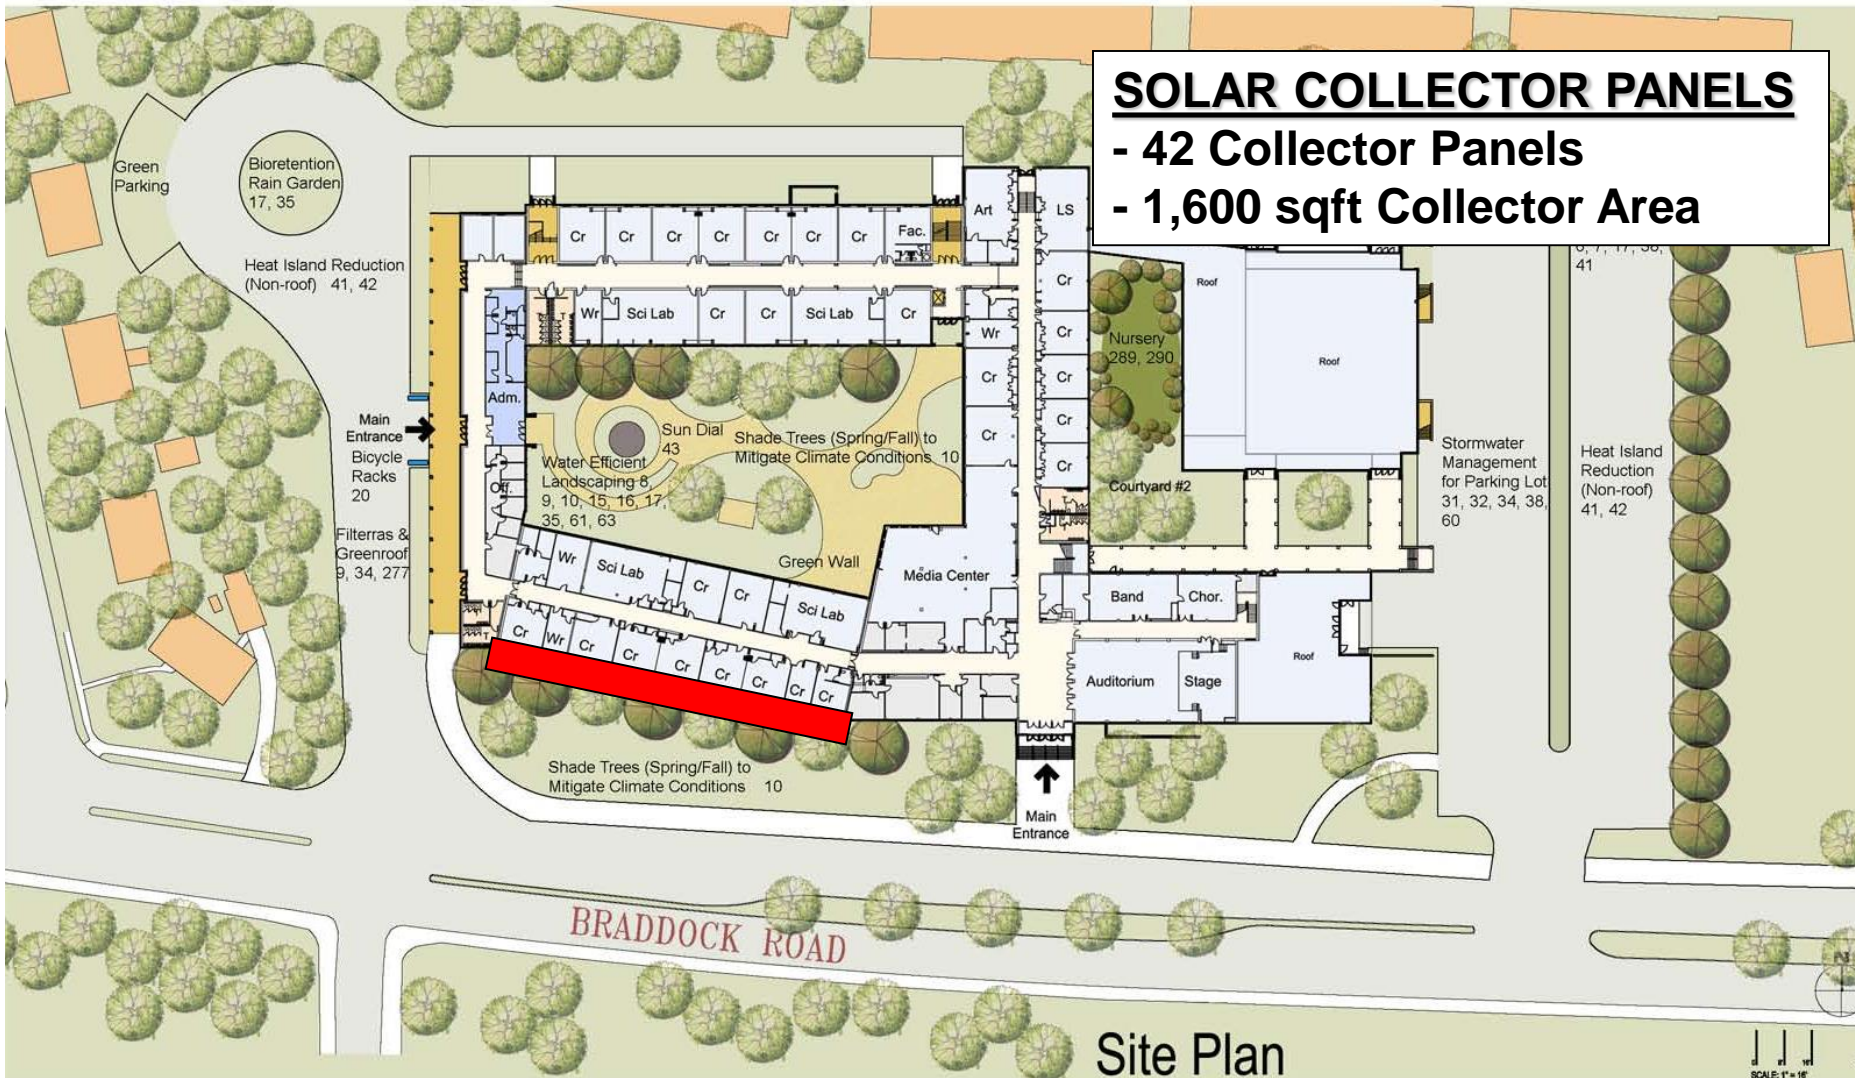 SOLAR COLLECTOR PANELS
- 42 Collector Panels
- 1,600 sqft Collector Area
41
Green
Parking
Bioretention
Rain Garden
17, 35
Heat Island Reduction
(Non-roof) 41, 42
Cr
Cr
Cr
Cr
Cr
Cr
Cr
Fac.
Art
LS
Wr
Sci Lab
Cr
Cr
Sci Lab
Cr
Wr
Cr
Cr
Cr
Cr
Cr
Cr
Cr
Nursery
289, 290
Roof
Roof
Adm.
Main
Entrance
Bicycle
Racks
20
Off.
Sun Dial
43
Shade Trees (Spring/Fall) to
Mitigate Climate Conditions 10
Water Efficient
Landscaping 8,
9, 10, 15, 16, 17,
35, 61, 63
Courtyard #2
Stormwater
Management
for Parking Lot
31, 32, 34, 38,
60
Heat Island
Reduction
(Non-roof)
41, 42
Filterras &
Greenroof
9, 34, 277
Green Wall
Wr
Sci Lab
Cr
Cr
Sci Lab
Media Center
Band
Chor.
T
T
Cr
Wr
Cr
Cr
Cr
Cr
Cr
Cr
Cr
Auditorium
Stage
Roof
Shade Trees (Spring/Fall) to
Mitigate Climate Conditions 10
Main
Entrance
BRADDOCK ROAD
Site Plan
SCALE: 1" = 16'